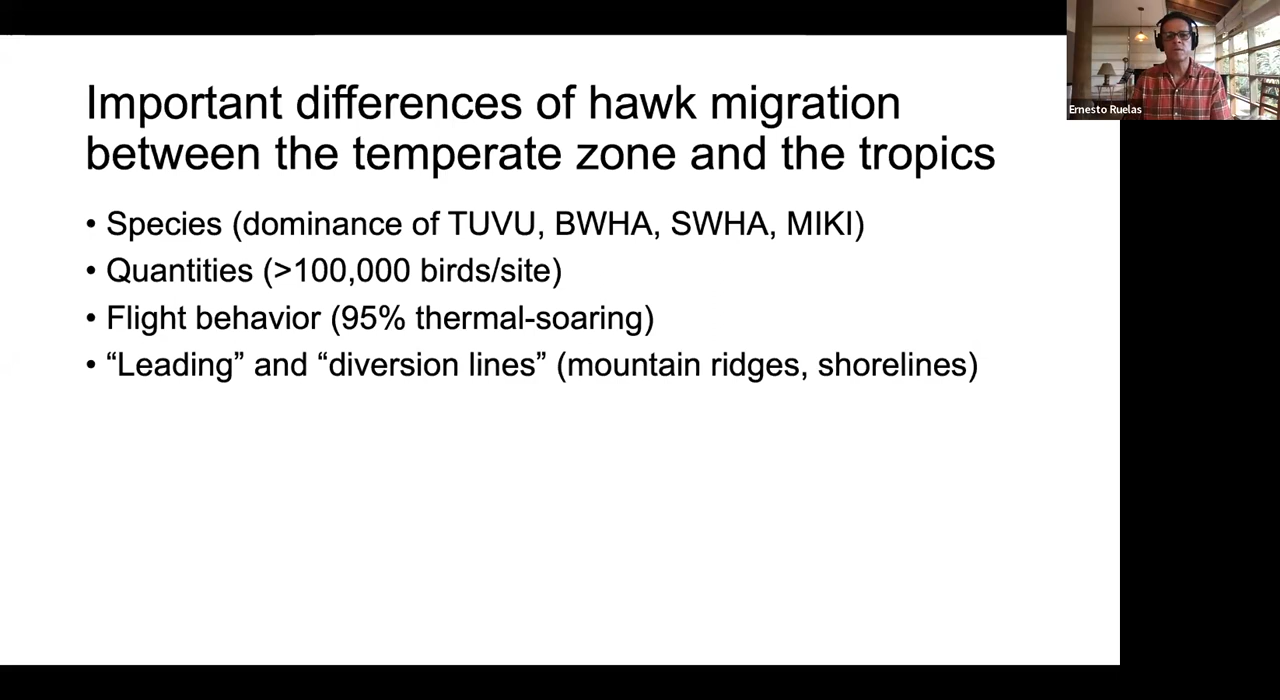 Important differences of hawk migration
between the temperate zone and the tropics
• Species (dominance of TUVU, BWHA, SWHA, MIKI)
• Quantities (>100,000 birds/site)
• Flight behavior (95% thermal-soaring)
• “Leading” and “diversion lines” (mountain ridges, shorelines)
Ernesto Ruelas